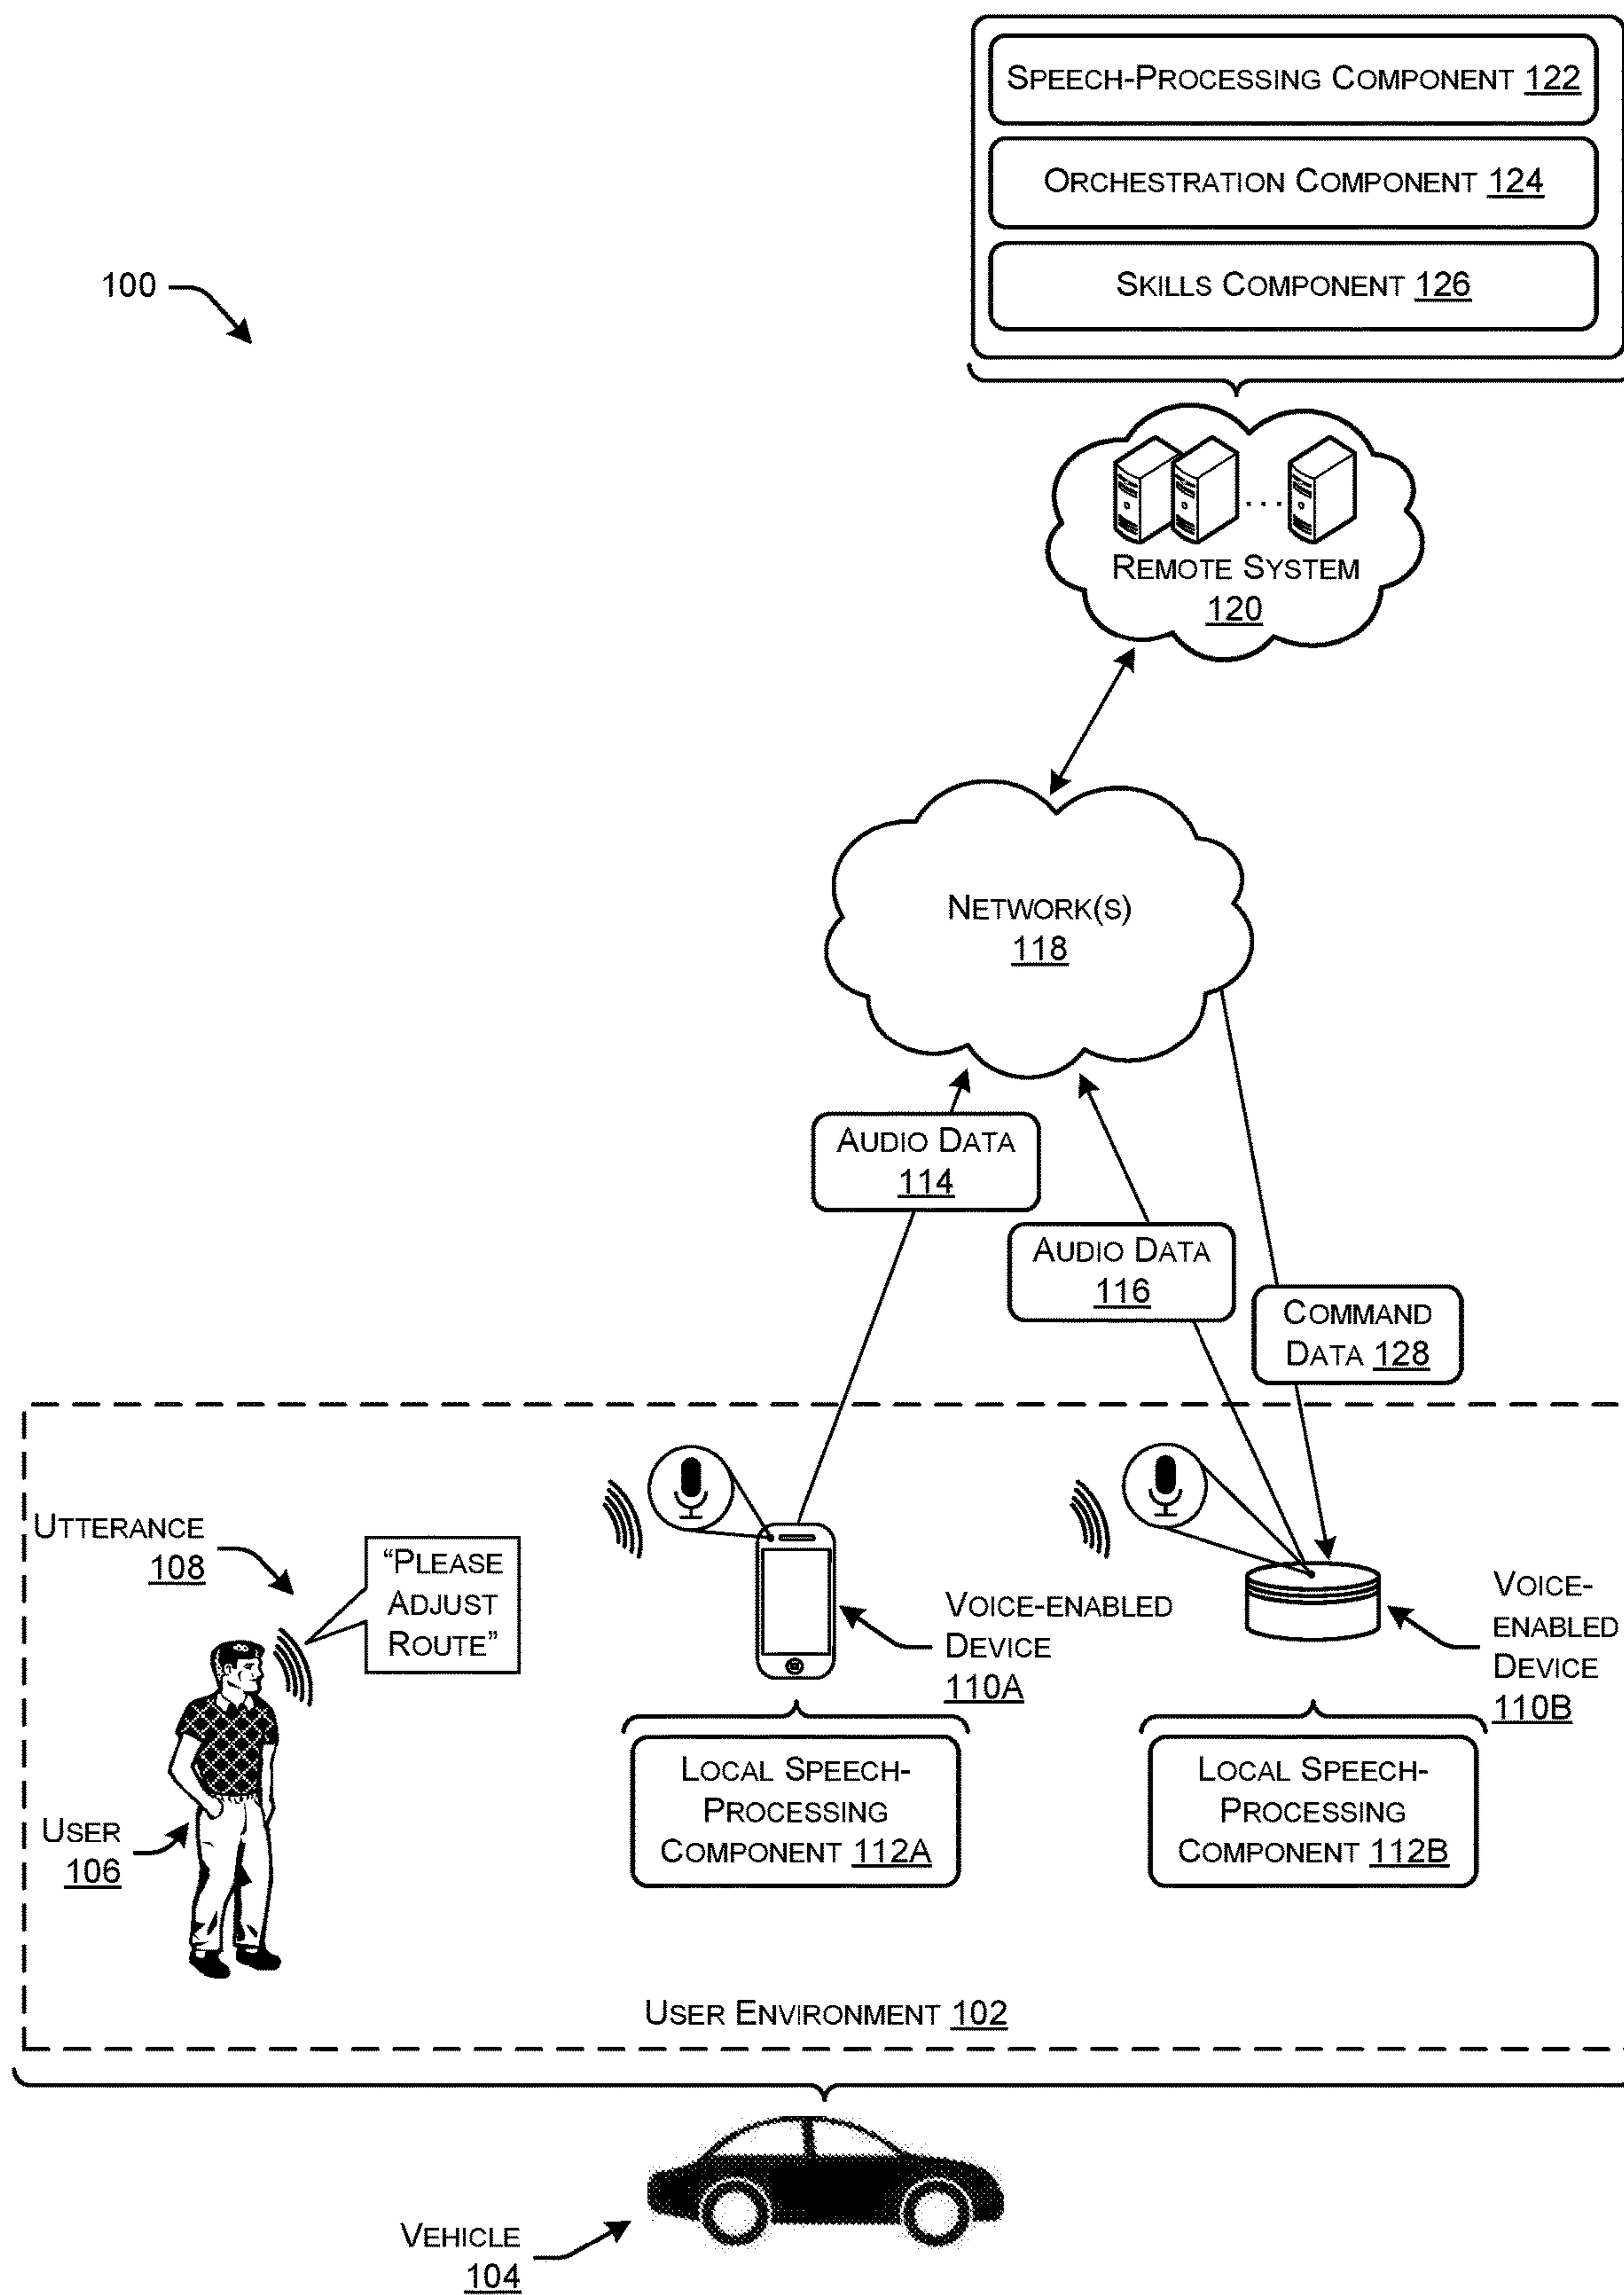 SPEECH-PROCESSING COMPONENT 122
ORCHESTRATION COMPONENT 124
SKILLS COMPONENT 126
100
REMOTE SYSTEM
120
NETWORK(S)
118
AUDIO DATA
114
AUDIO DATA
116
COMMAND
DATA 128
UTTERANCE
108
“PLEASE
ADJUST
ROUTE”
VOICE-ENABLED
DEVICE
110A
VOICE-
ENABLED
DEVICE
110B
USER
106
LOCAL SPEECH-
PROCESSING
COMPONENT 112A
LOCAL SPEECH-
PROCESSING
COMPONENT 112B
USER ENVIRONMENT 102
VEHICLE
104